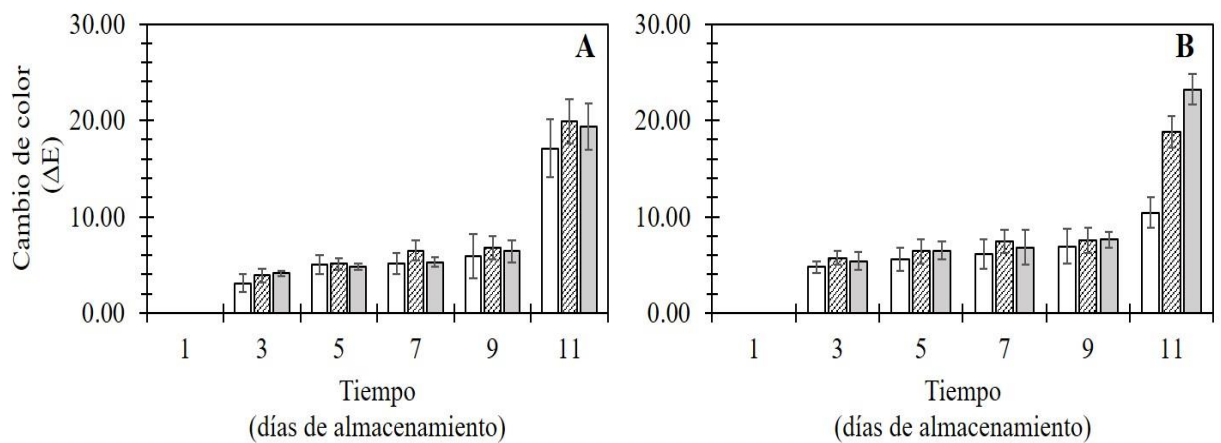 Cambio de color
(ΔE)
30.00
20.00
10.00
0.00
A
1 3 5 7 9 11
Tiempo
(días de almacenamiento)
30.00
20.00
10.00
0.00
B
1 3 5 7 9 11
Tiempo
(días de almacenamiento)